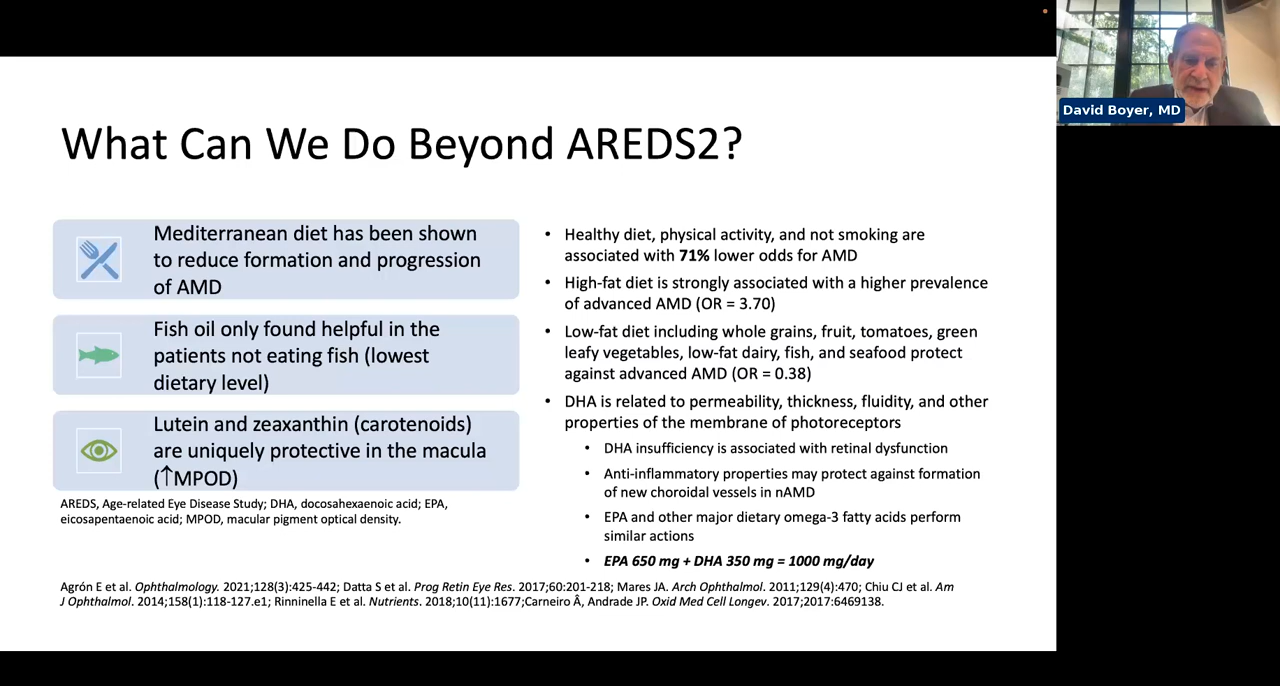 What Can We Do Beyond AREDS2?
Mediterranean diet has been shown
to reduce formation and progression
of AMD
Fish oil only found helpful in the
patients not eating fish (lowest
dietary level)
Lutein and zeaxanthin (carotenoids)
are uniquely protective in the macula
(↑MPOD)
AREDS, Age-related Eye Disease Study; DHA, docosahexaenoic acid; EPA,
eicosapentaenoic acid; MPOD, macular pigment optical density.
• Healthy diet, physical activity, and not smoking are
associated with 71% lower odds for AMD
• High-fat diet is strongly associated with a higher prevalence
of advanced AMD (OR = 3.70)
• Low-fat diet including whole grains, fruit, tomatoes, green
leafy vegetables, low-fat dairy, fish, and seafood protect
against advanced AMD (OR = 0.38)
• DHA is related to permeability, thickness, fluidity, and other
properties of the membrane of photoreceptors
• DHA insufficiency is associated with retinal dysfunction
• Anti-inflammatory properties may protect against formation
of new choroidal vessels in nAMD
• EPA and other major dietary omega-3 fatty acids perform
similar actions
• EPA 650 mg + DHA 350 mg = 1000 mg/day
Agrón E et al. Ophthalmology. 2021;128(3):425-442; Datta S et al. Prog Retin Eye Res. 2017;60:201-218; Mares JA. Arch Ophthalmol. 2011;129(4):470; Chiu CJ et al. Am
J Ophthalmol. 2014;158(1):118-127.e1; Rinninella E et al. Nutrients. 2018;10(11):1677;Carneiro Â, Andrade JP. Oxid Med Cell Longev. 2017;2017:6469138.
David Boyer, MD